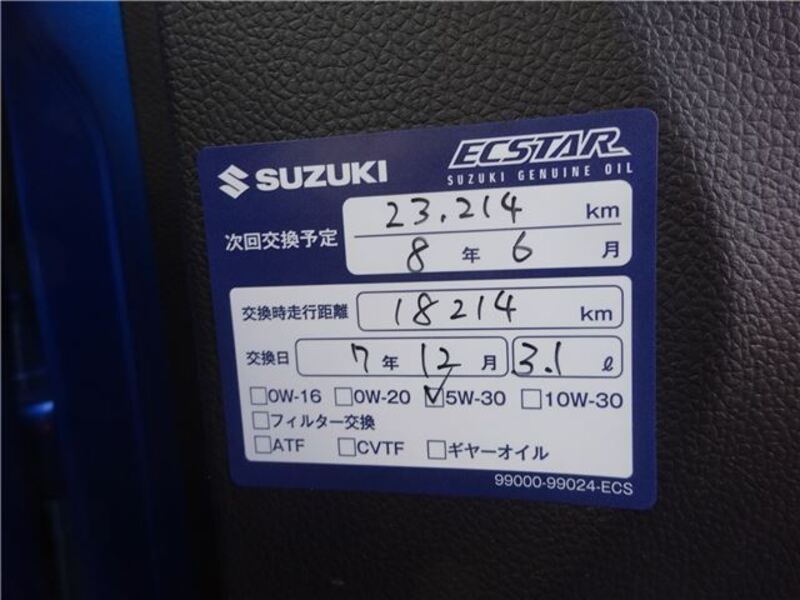 SUZUKI
ECSTAR
SUZUKI GENUINE OIL
次回交換予定
23.214 km
8 年 6 月
交換時走行距離 18214 km
交換日 7 年 12 月 3.1 ℓ
0W-16 0W-20 5W-30 10W-30
フィルター交換
ATF CVTF ギヤーオイル
99000-99024-ECS